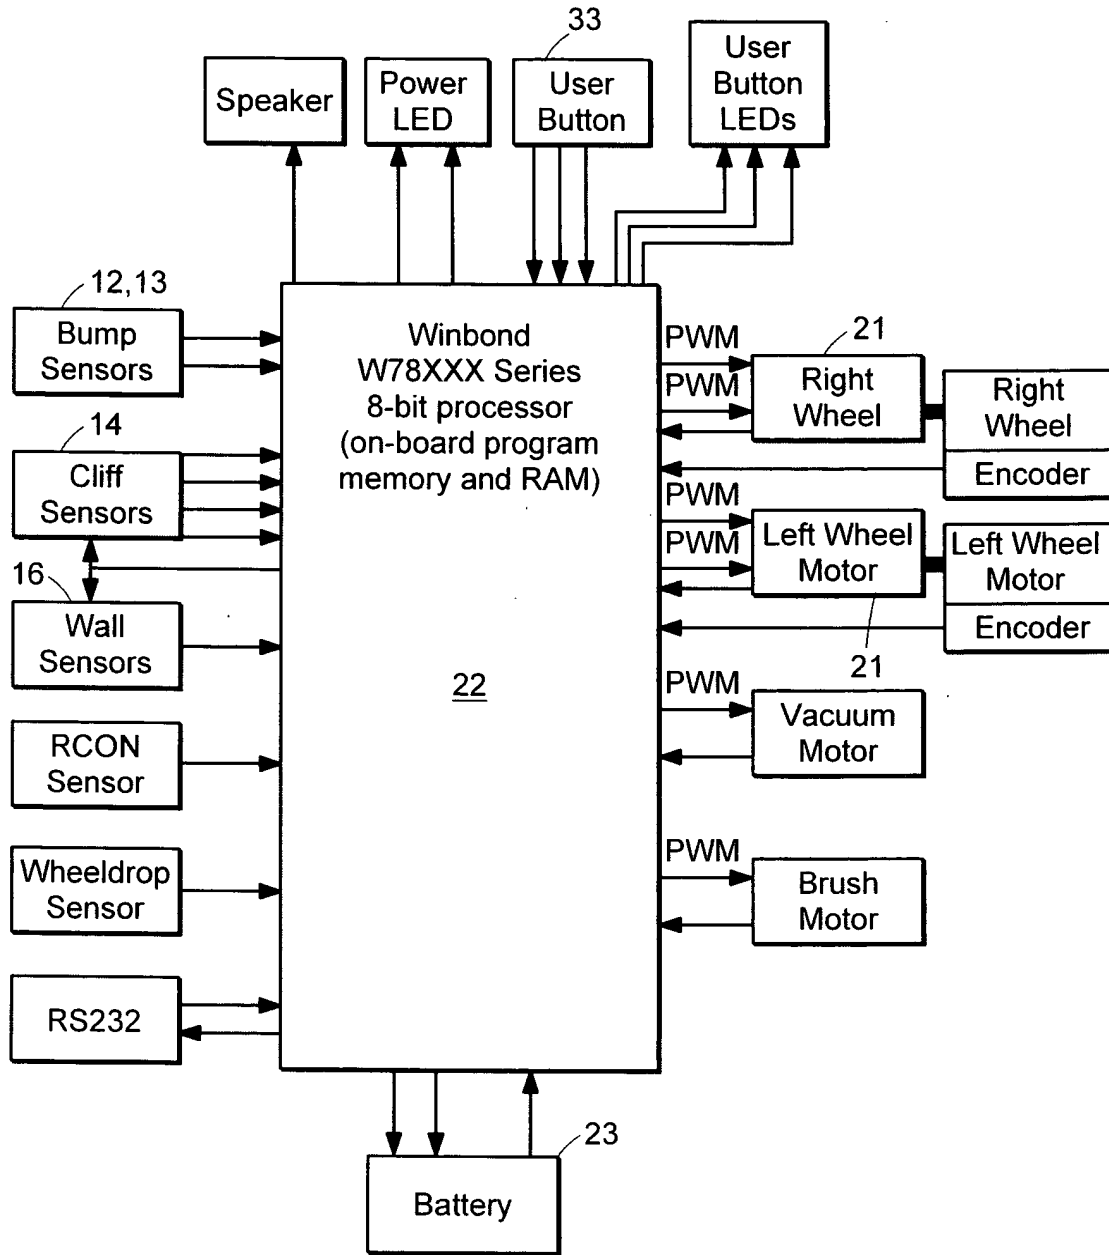 33
Speaker
Power
LED
User
Button
User
Button
LEDs
12,13
Bump
Sensors
14
Cliff
Sensors
16
Wall
Sensors
RCON
Sensor
Wheeldrop
Sensor
RS232
Winbond
W78XXX Series
8-bit processor
(on-board program
memory and RAM)
22
PWM
PWM
21
Right
Wheel
Right
Wheel
Encoder
PWM
PWM
Left Wheel
Motor
21
Left Wheel
Motor
Encoder
PWM
Vacuum
Motor
PWM
Brush
Motor
23
Battery